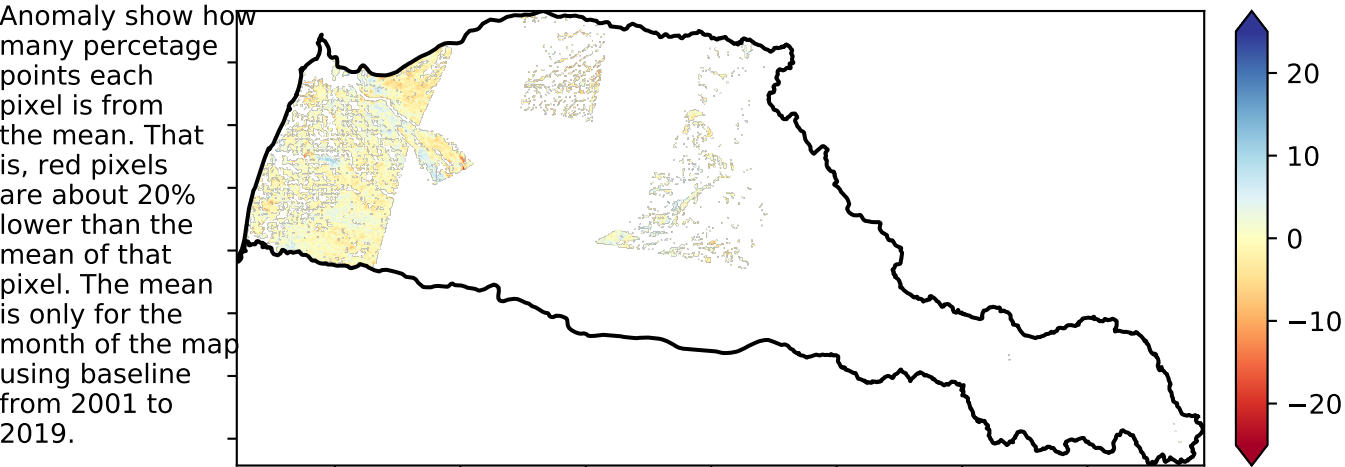 Anomaly show how
many percetage
points each
pixel is from
the mean. That
is, red pixels
are about 20%
lower than the
mean of that
pixel. The mean
is only for the
month of the map
using baseline
from 2001 to
2019.
20
10
0
−10
−20